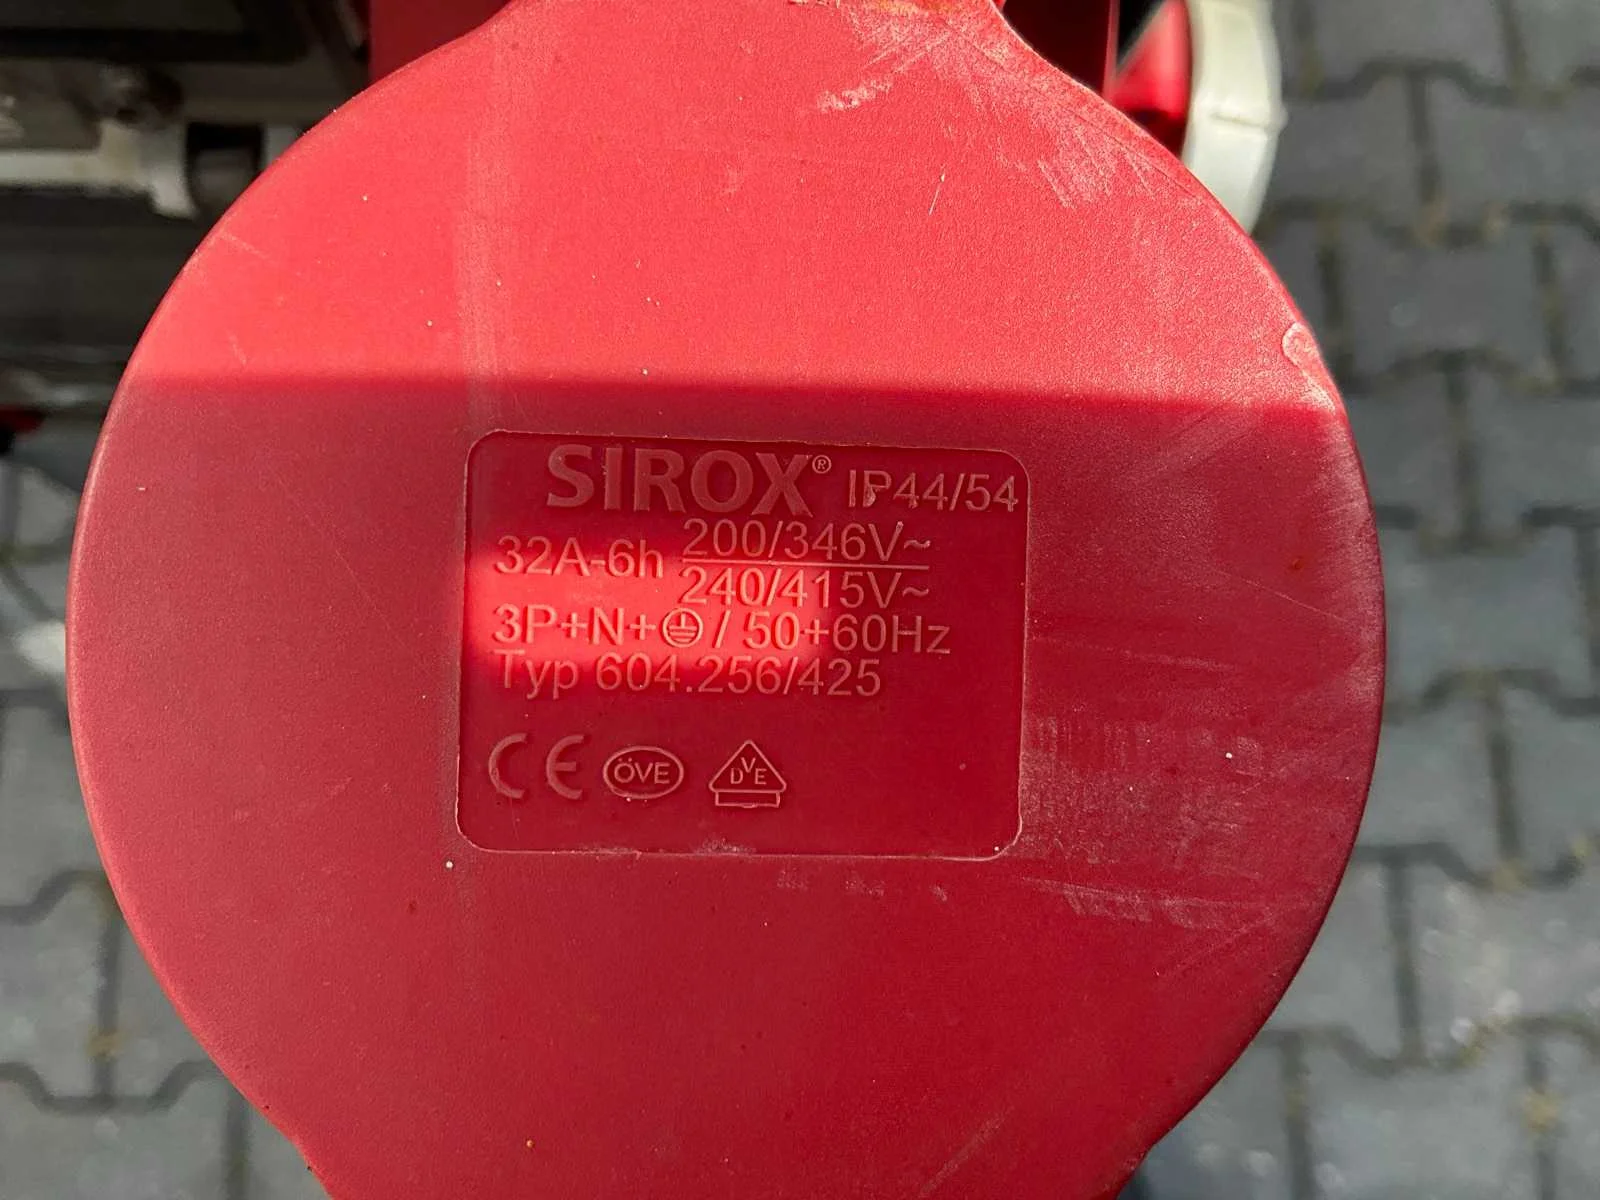 SIROX® IP44/54
32A-6h 200/346V~
240/415V~
3P+N+⏚ / 50+60Hz
Typ 604.256/425
CE ÖVE DVE